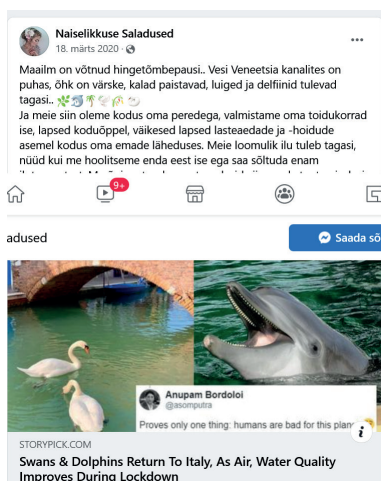 Naiselikkuse Saladused
18. märts 2020 ·
Maailm on võtnud hingetõmbepausi.. Vesi Veneetsia kanalites on
puhas, õhk on värske, kalad paistavad, luiged ja delfiinid tulevad
tagasi..
Ja meie siin oleme kodus oma peredega, valmistame oma toidukorrad
ise, lapsed koduõppel, väikesed lapsed lasteaedade ja -hoidude
asemel kodus oma emade läheduses. Meie loomulik ilu tuleb tagasi,
nüüd kui me hoolitseme enda eest ise ega saa sõltuda enam
9+
adused
Saada sõ
Anupam Bordoloi
@asomputra
Proves only one thing: humans are bad for this plan
i
STORYPICK.COM
Swans & Dolphins Return To Italy, As Air, Water Quality
Improves During Lockdown